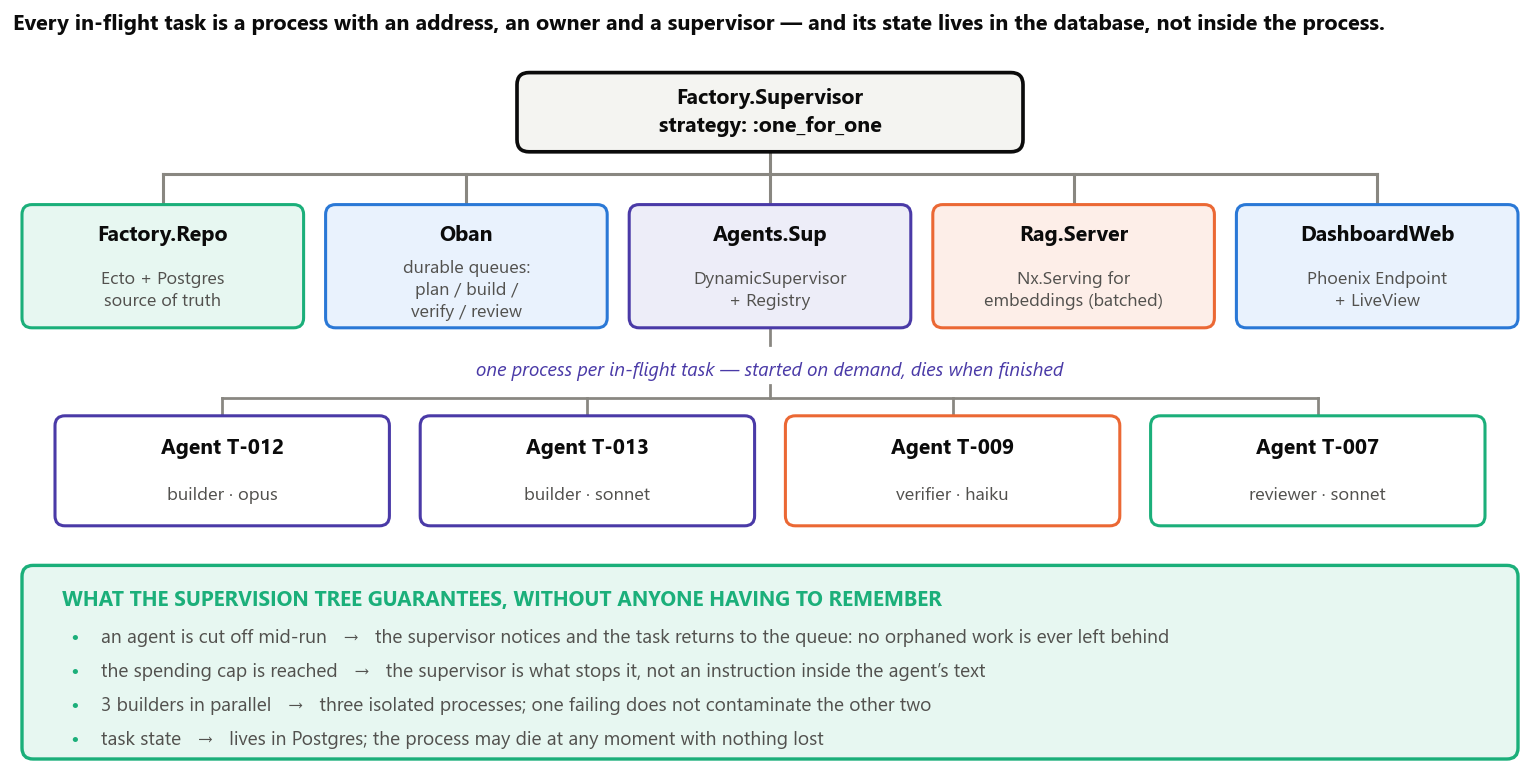 Every in-flight task is a process with an address, an owner and a supervisor — and its state lives in the database, not inside the process.
Factory.Supervisor
strategy: :one_for_one
Factory.Repo
Ecto + Postgres
source of truth
Oban
durable queues:
plan / build /
verify / review
Agents.Sup
DynamicSupervisor
+ Registry
Rag.Server
Nx.Serving for
embeddings (batched)
DashboardWeb
Phoenix Endpoint
+ LiveView
one process per in-flight task — started on demand, dies when finished
Agent T-012
builder · opus
Agent T-013
builder · sonnet
Agent T-009
verifier · haiku
Agent T-007
reviewer · sonnet
WHAT THE SUPERVISION TREE GUARANTEES, WITHOUT ANYONE HAVING TO REMEMBER
• an agent is cut off mid-run → the supervisor notices and the task returns to the queue: no orphaned work is ever left behind
• the spending cap is reached → the supervisor is what stops it, not an instruction inside the agent’s text
• 3 builders in parallel → three isolated processes; one failing does not contaminate the other two
• task state → lives in Postgres; the process may die at any moment with nothing lost